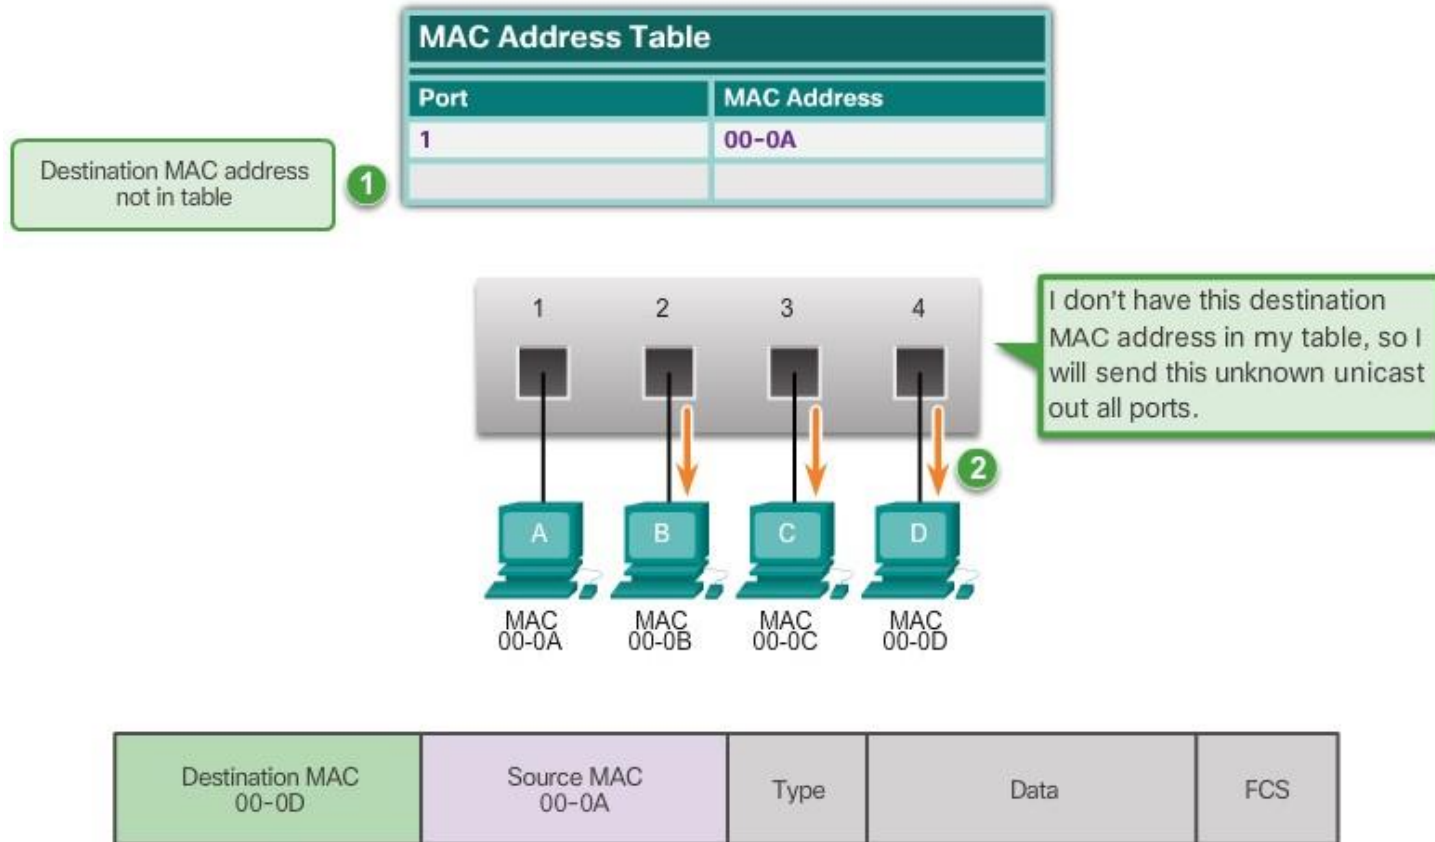 MAC Address Table
Port MAC Address
1 00-0A
Destination MAC address
not in table
1
1 2 3 4
I don't have this destination
MAC address in my table, so I
will send this unknown unicast
out all ports.
2
A B C D
MAC MAC MAC MAC
00-0A 00-0B 00-0C 00-0D
Destination MAC Source MAC Type Data FCS
00-0D 00-0A